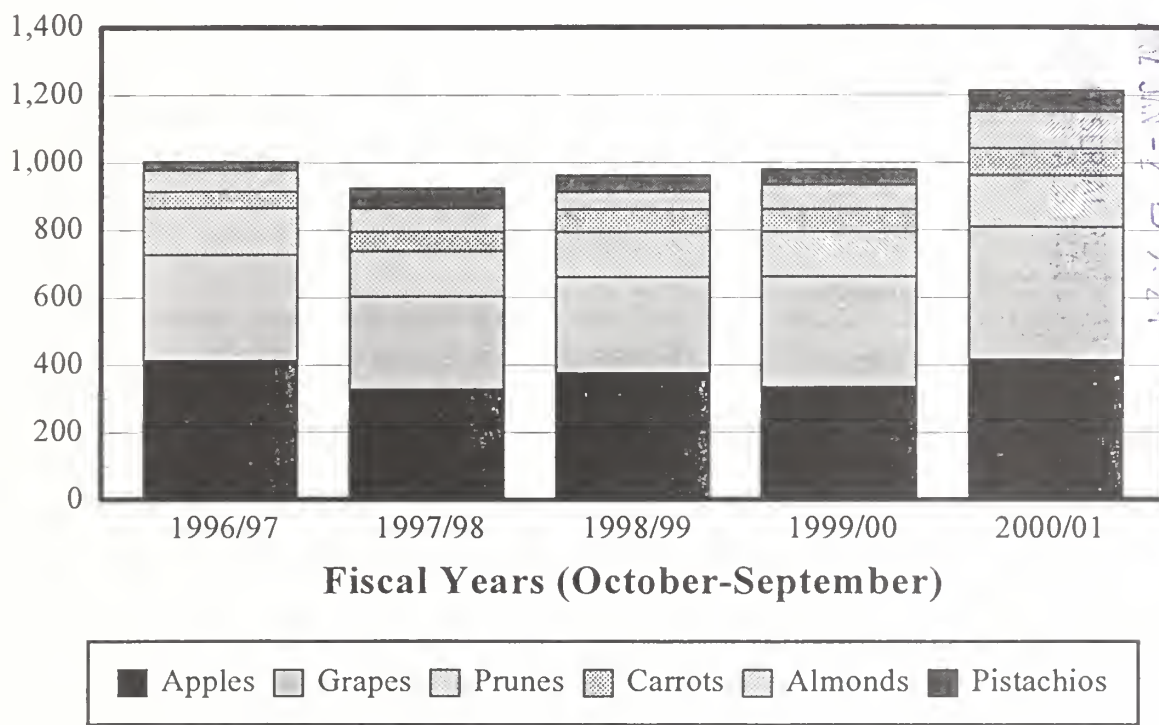 1,400
1,200
1,000
800
600
400
200
0
1996/97 1997/98 1998/99 1999/00 2000/01
Fiscal Years (October-September)
Apples Grapes Prunes Carrots Almonds Pistachios